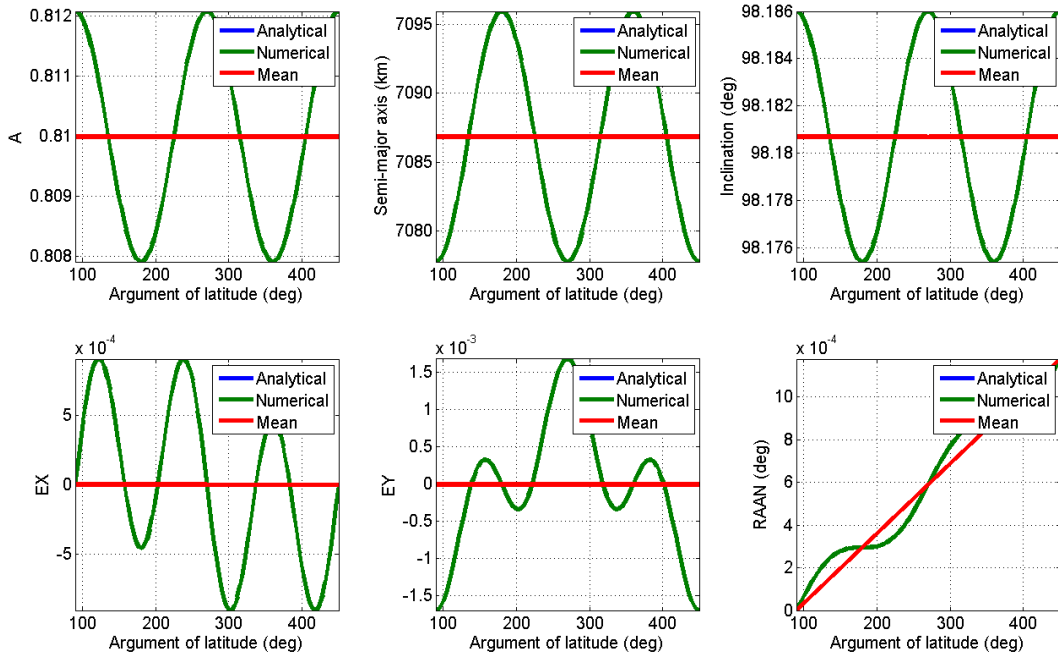 0.812
0.811
0.81
0.809
0.808
A
100 200 300 400
Argument of latitude (deg)
Analytical
Numerical
Mean
7095
7090
7085
7080
Semi-major axis (km)
100 200 300 400
Argument of latitude (deg)
Analytical
Numerical
Mean
98.186
98.184
98.182
98.18
98.178
98.176
Inclination (deg)
100 200 300 400
Argument of latitude (deg)
Analytical
Numerical
Mean
x 10-4
5
0
-5
EX
100 200 300 400
Argument of latitude (deg)
Analytical
Numerical
Mean
x 10-3
1.5
1
0.5
0
-0.5
-1
-1.5
EY
100 200 300 400
Argument of latitude (deg)
Analytical
Numerical
Mean
x 10-4
10
8
6
4
2
0
RAAN (deg)
100 200 300 400
Argument of latitude (deg)
Analytical
Numerical
Mean